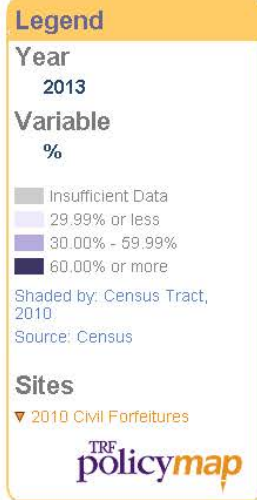 Legend
Year
2013
Variable
%
Insufficient Data
29.99% or less
30.00% - 59.99%
60.00% or more
Shaded by: Census Tract,
2010
Source: Census
Sites
2010 Civil Forfeitures
TRF
policymap